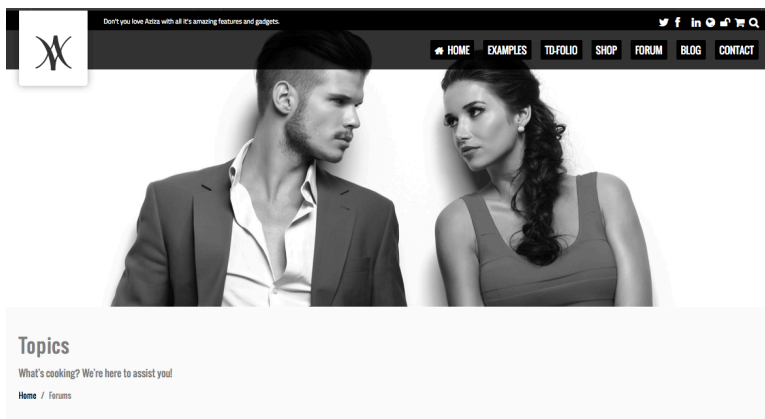 Don't you love Aziza with all it's amazing features and gadgets.
HOME EXAMPLES TD-FOLIO SHOP FORUM BLOG CONTACT
Topics
What's cooking? We're here to assist you!
Home / Forums